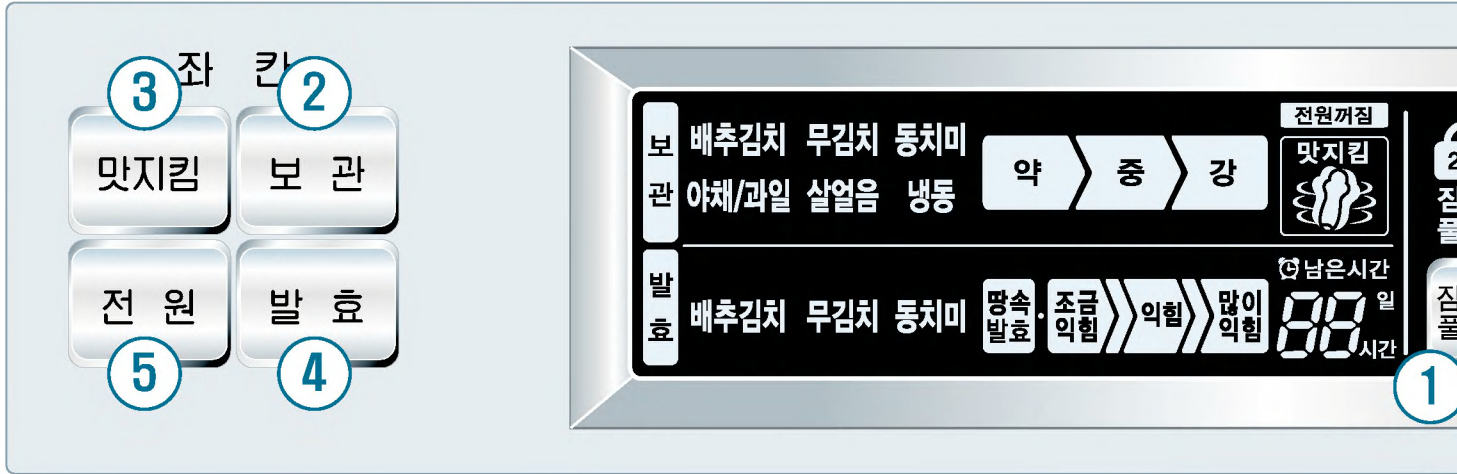 좌 칸
③ ②
맛지킴 보 관
전 원 발 효
⑤ ④
보관
배추김치 무김치 동치미
야채/과일 살얼음 냉동
약 중 강
전원꺼짐
맛지킴
발효
배추김치 무김치 동치미
땅속발효 · 조금익힘 익힘 많이익힘
남은시간
88 일
시간
2
①